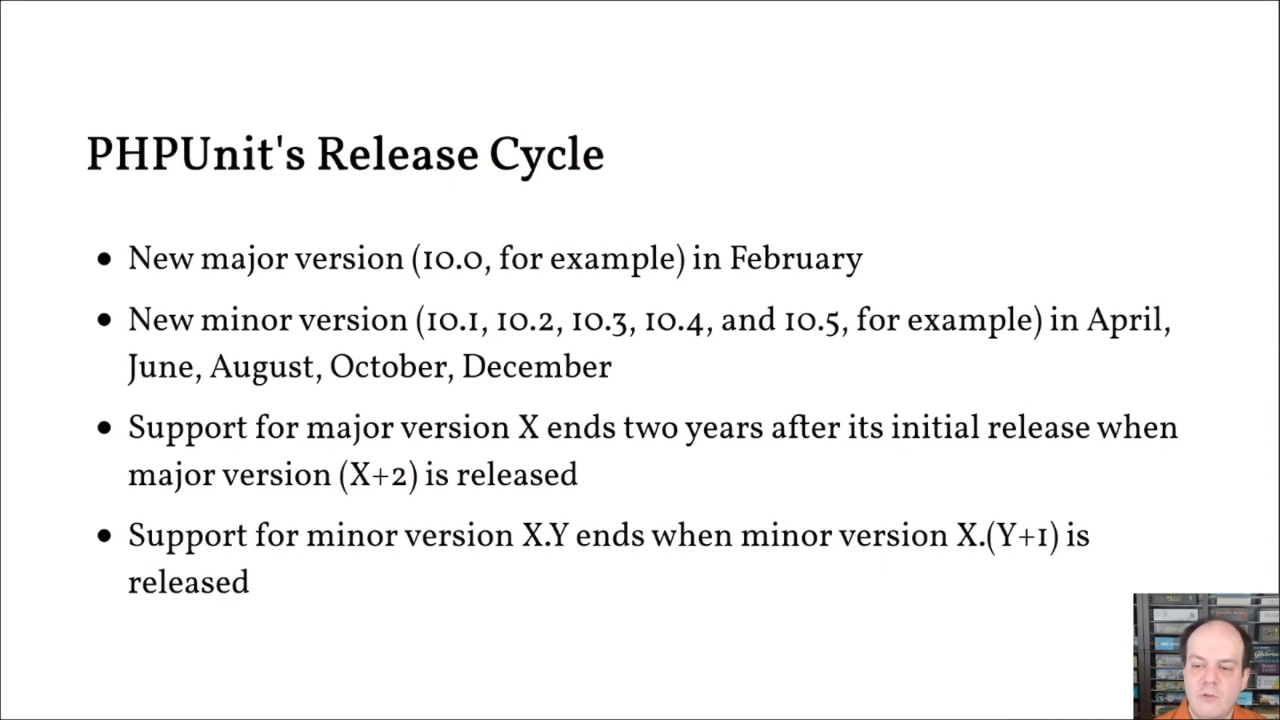 PHPUnit's Release Cycle
• New major version (10.0, for example) in February
• New minor version (10.1, 10.2, 10.3, 10.4, and 10.5, for example) in April,
June, August, October, December
• Support for major version X ends two years after its initial release when
major version (X+2) is released
• Support for minor version X.Y ends when minor version X.(Y+1) is
released